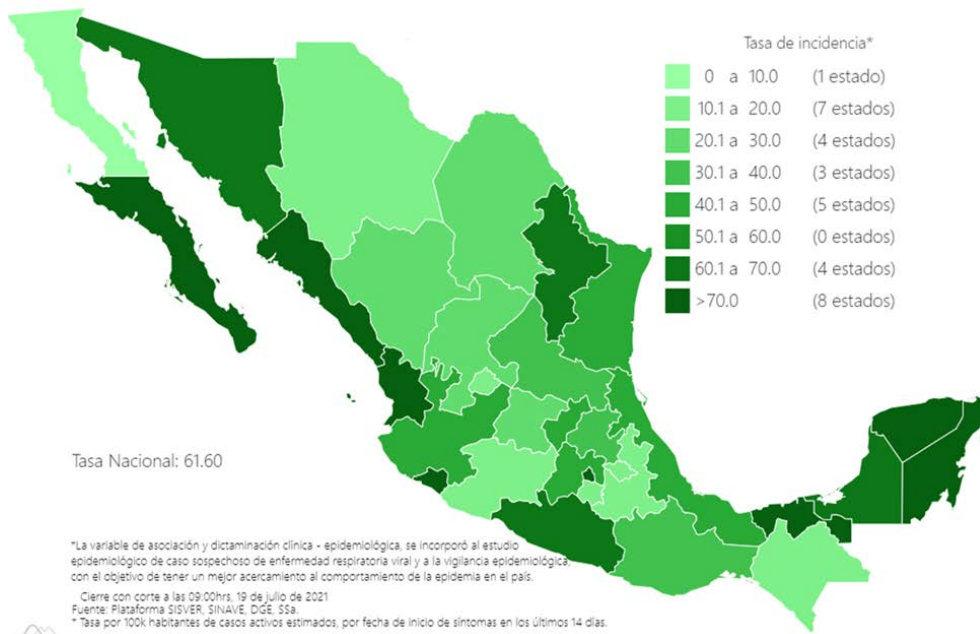 Tasa de incidencia*
0 a 10.0 (1 estado)
10.1 a 20.0 (7 estados)
20.1 a 30.0 (4 estados)
30.1 a 40.0 (3 estados)
40.1 a 50.0 (5 estados)
50.1 a 60.0 (0 estados)
60.1 a 70.0 (4 estados)
>70.0 (8 estados)
Tasa Nacional: 61.60
*La variable de asociación y dictaminación clínica - epidemiológica, se incorporó al estudio
epidemiológico de caso sospechoso de enfermedad respiratoria viral y a la vigilancia epidemiológica,
con el objetivo de tener un mejor acercamiento al comportamiento de la epidemia en el país.
Cierre con corte a las 09:00hrs, 19 de julio de 2021
Fuente: Plataforma SISVER, SINAVE, DGE, SSa.
* Tasa por 100k habitantes de casos activos estimados, por fecha de inicio de síntomas en los últimos 14 días.